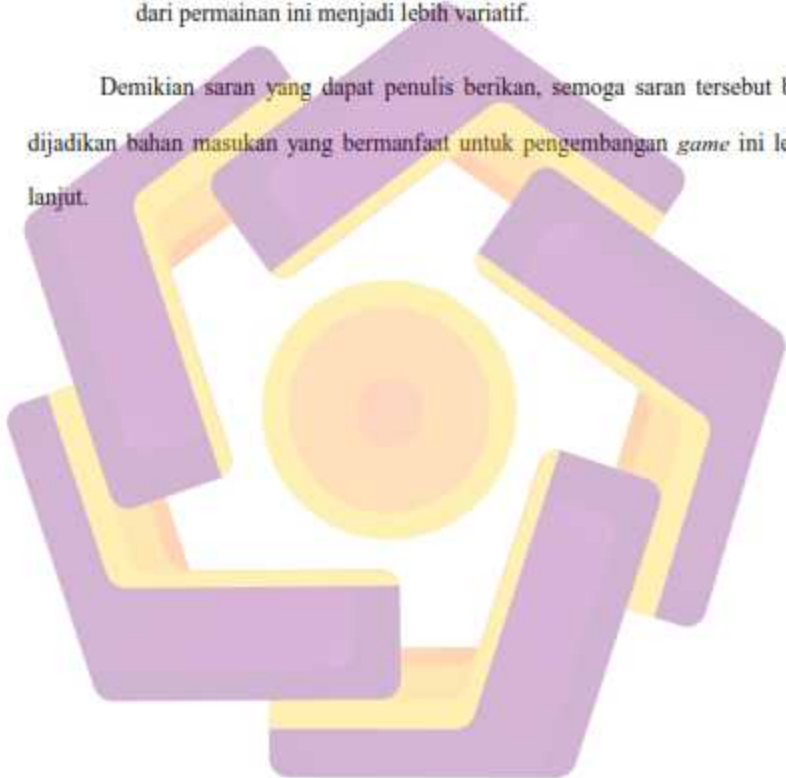 dari permainan ini menjadi lebih variatif.
Demikian saran yang dapat penulis berikan, semoga saran tersebut b
dijadikan bahan masukan yang bermanfaat untuk pengembangan game ini le
lanjut.